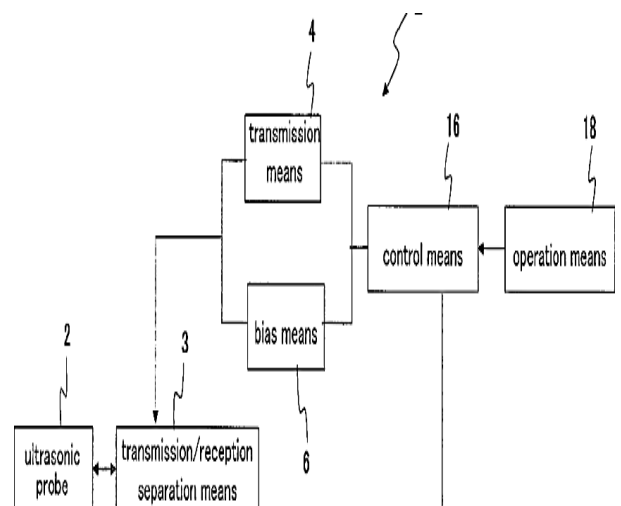 4
transmission
means
16
18
control means
operation means
bias means
6
2
3
ultrasonic
probe
transmission/reception
separation means